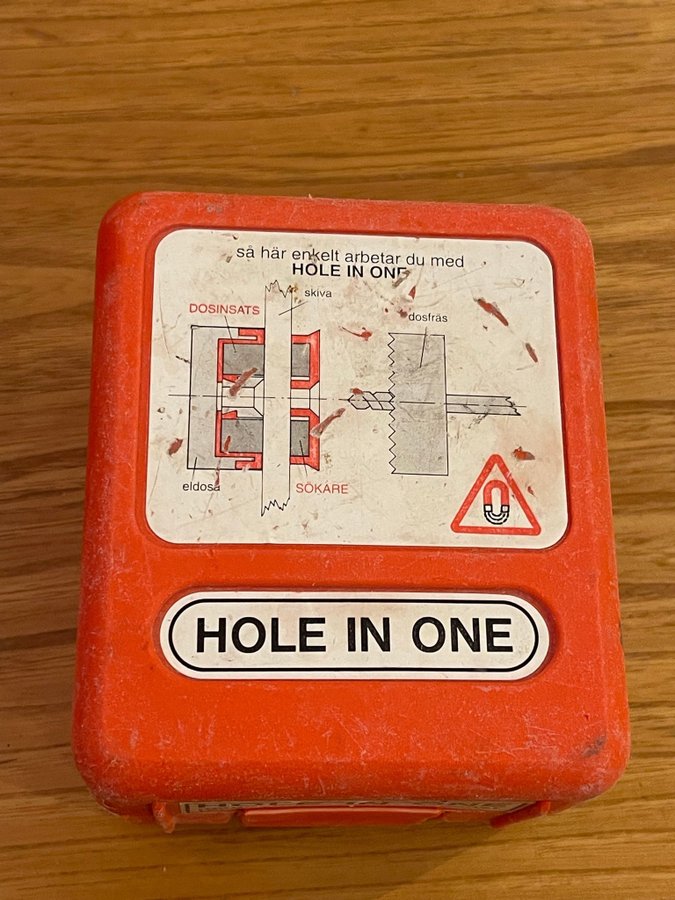 så här enkelt arbetar du med
HOLE IN ONE
skiva
DOSINSATS
dosfräs
eldosa
SÖKARE
HOLE IN ONE